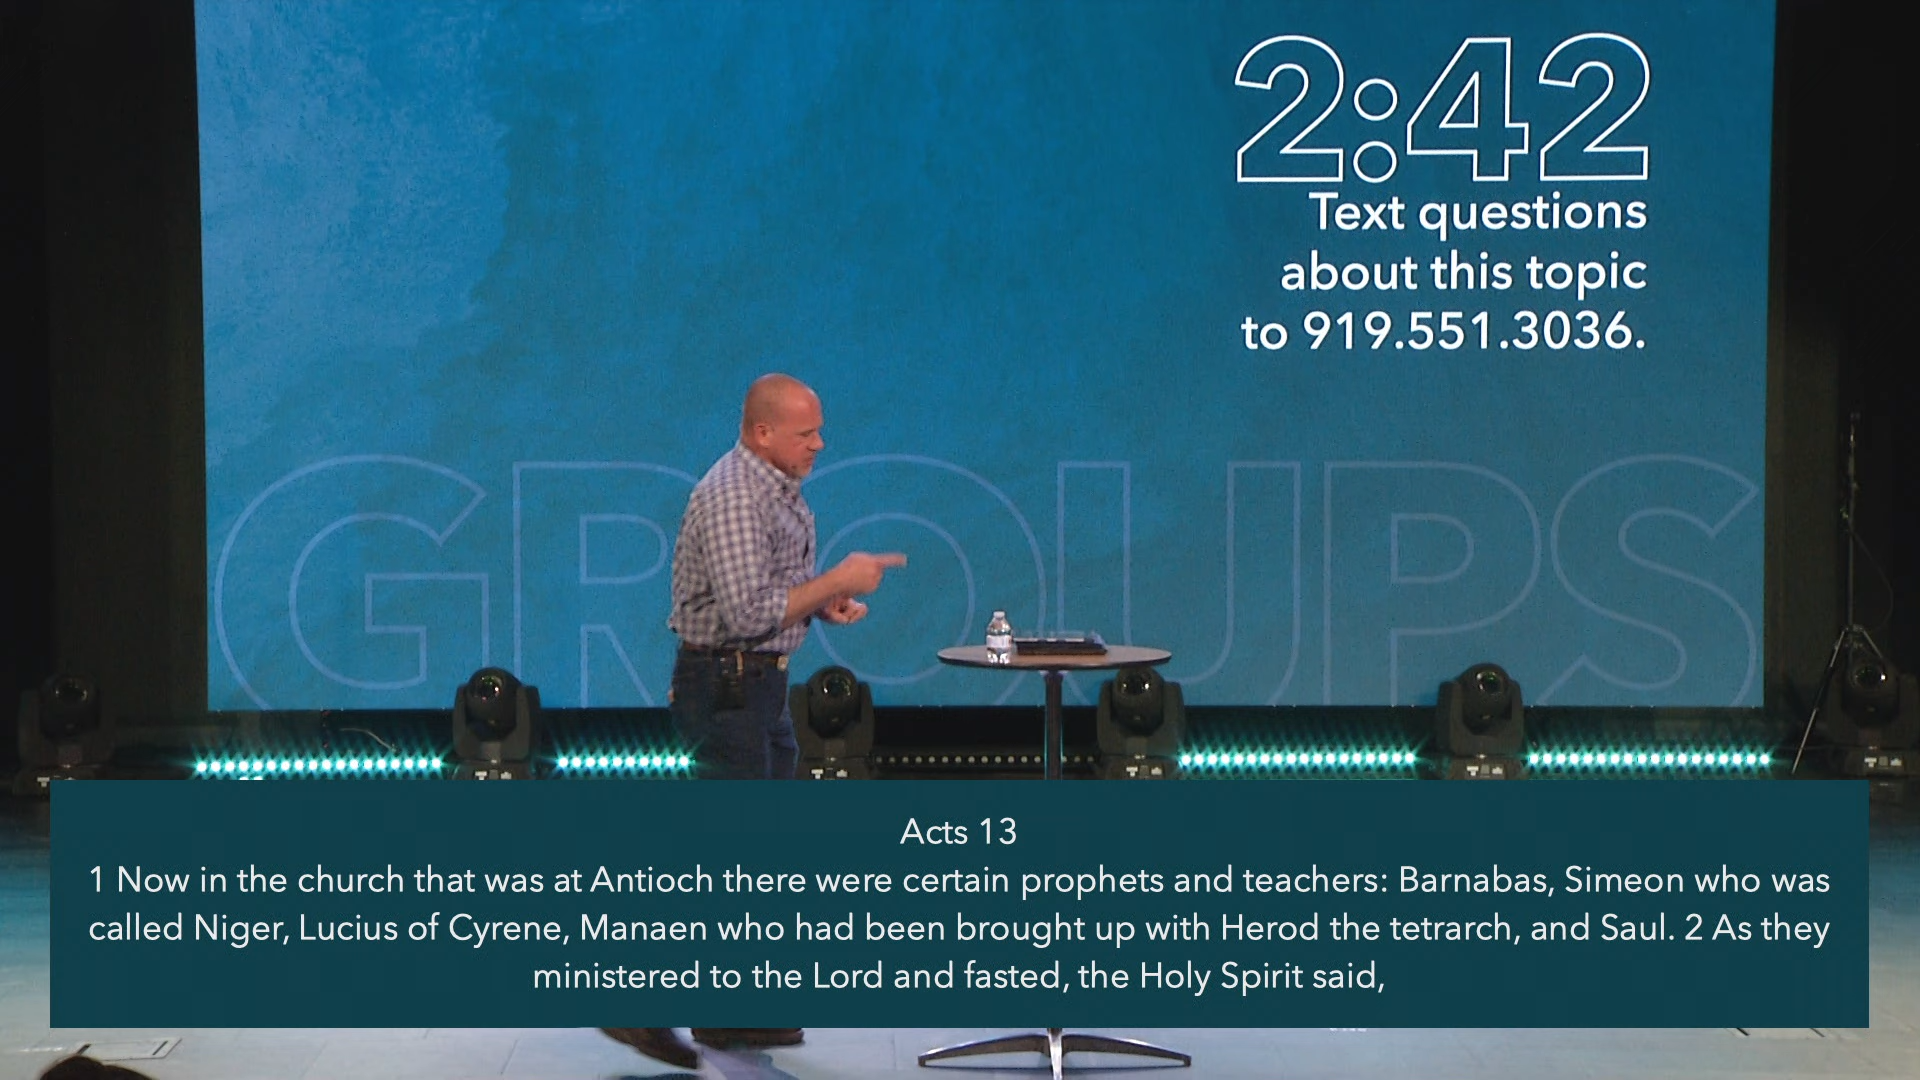 2:42
Text questions
about this topic
to 919.551.3036.
GROUPS
Acts 13
1 Now in the church that was at Antioch there were certain prophets and teachers: Barnabas, Simeon who was
called Niger, Lucius of Cyrene, Manaen who had been brought up with Herod the tetrarch, and Saul. 2 As they
ministered to the Lord and fasted, the Holy Spirit said,